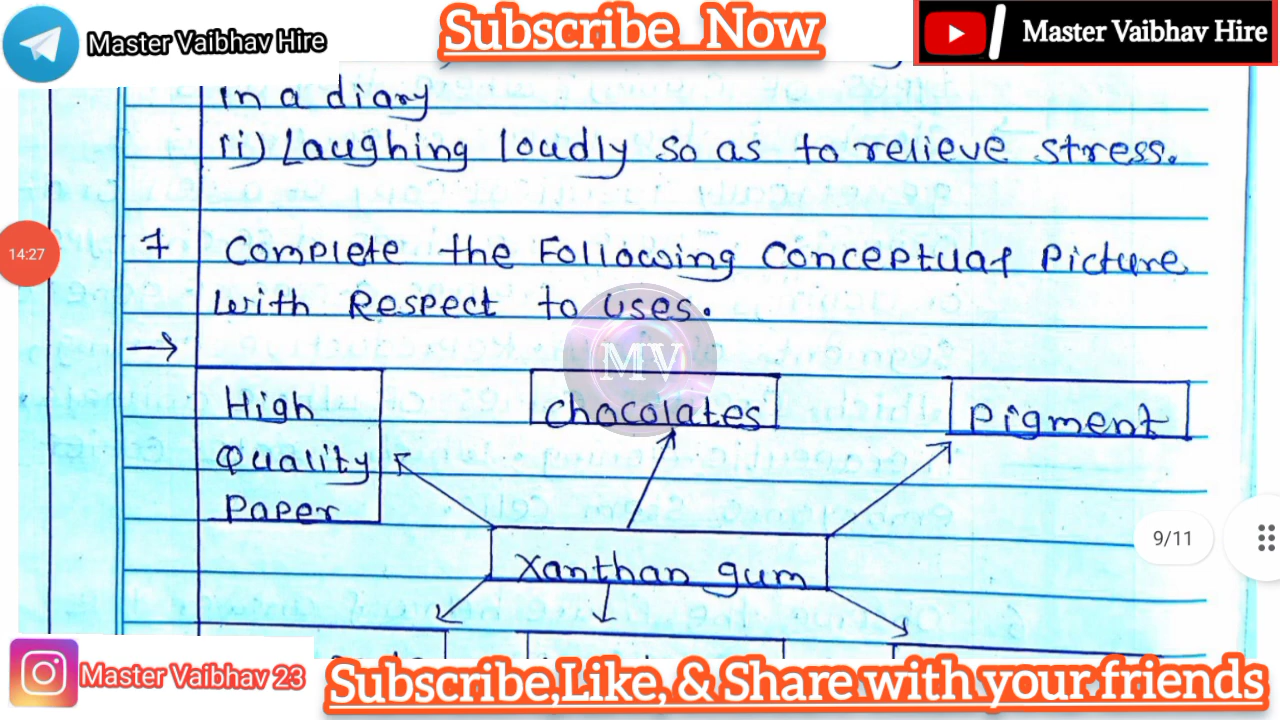 Master Vaibhav Hire
Subscribe Now
Master Vaibhav Hire
in a diary
ii) Laughing loudly so as to relieve stress.
14:27
7 Complete the Following Conceptual Picture
with Respect to uses.
MV
High
Quality
Paper
Chocolates
Pigment
9/11
Xanthan gum
Master Vaibhav 23
Subscribe,Like, & Share with your friends